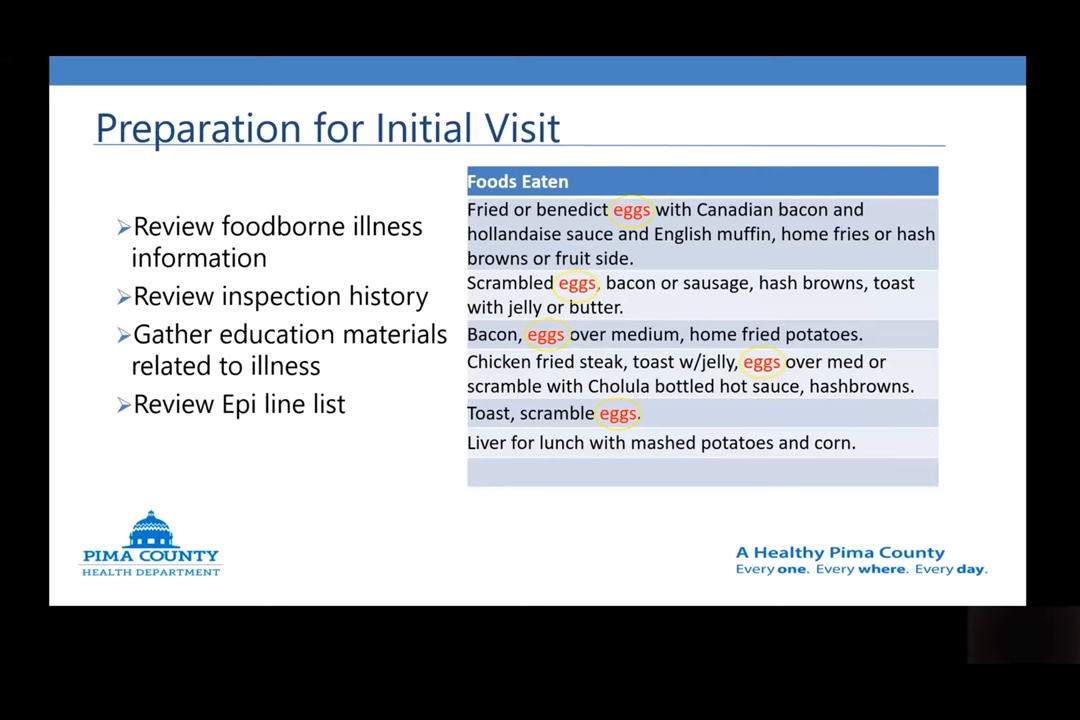 Preparation for Initial Visit
➢Review foodborne illness
information
➢Review inspection history
➢Gather education materials
related to illness
➢Review Epi line list
Foods Eaten
Fried or benedict eggs with Canadian bacon and
hollandaise sauce and English muffin, home fries or hash
browns or fruit side.
Scrambled eggs, bacon or sausage, hash browns, toast
with jelly or butter.
Bacon, eggs over medium, home fried potatoes.
Chicken fried steak, toast w/jelly, eggs over med or
scramble with Cholula bottled hot sauce, hashbrowns.
Toast, scramble eggs.
Liver for lunch with mashed potatoes and corn.
PIMA COUNTY
HEALTH DEPARTMENT
A Healthy Pima County
Every one. Every where. Every day.